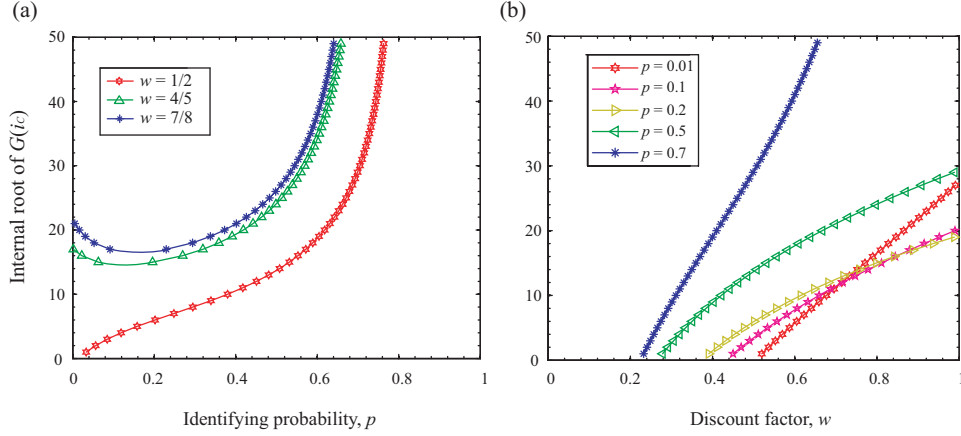 (a)
Internal root of G(ic)
50
40
30
20
10
0
w = 1/2
w = 4/5
w = 7/8
0 0.2 0.4 0.6 0.8 1
Identifying probability, p
(b)
50
40
30
20
10
0
p = 0.01
p = 0.1
p = 0.2
p = 0.5
p = 0.7
0 0.2 0.4 0.6 0.8 1
Discount factor, w